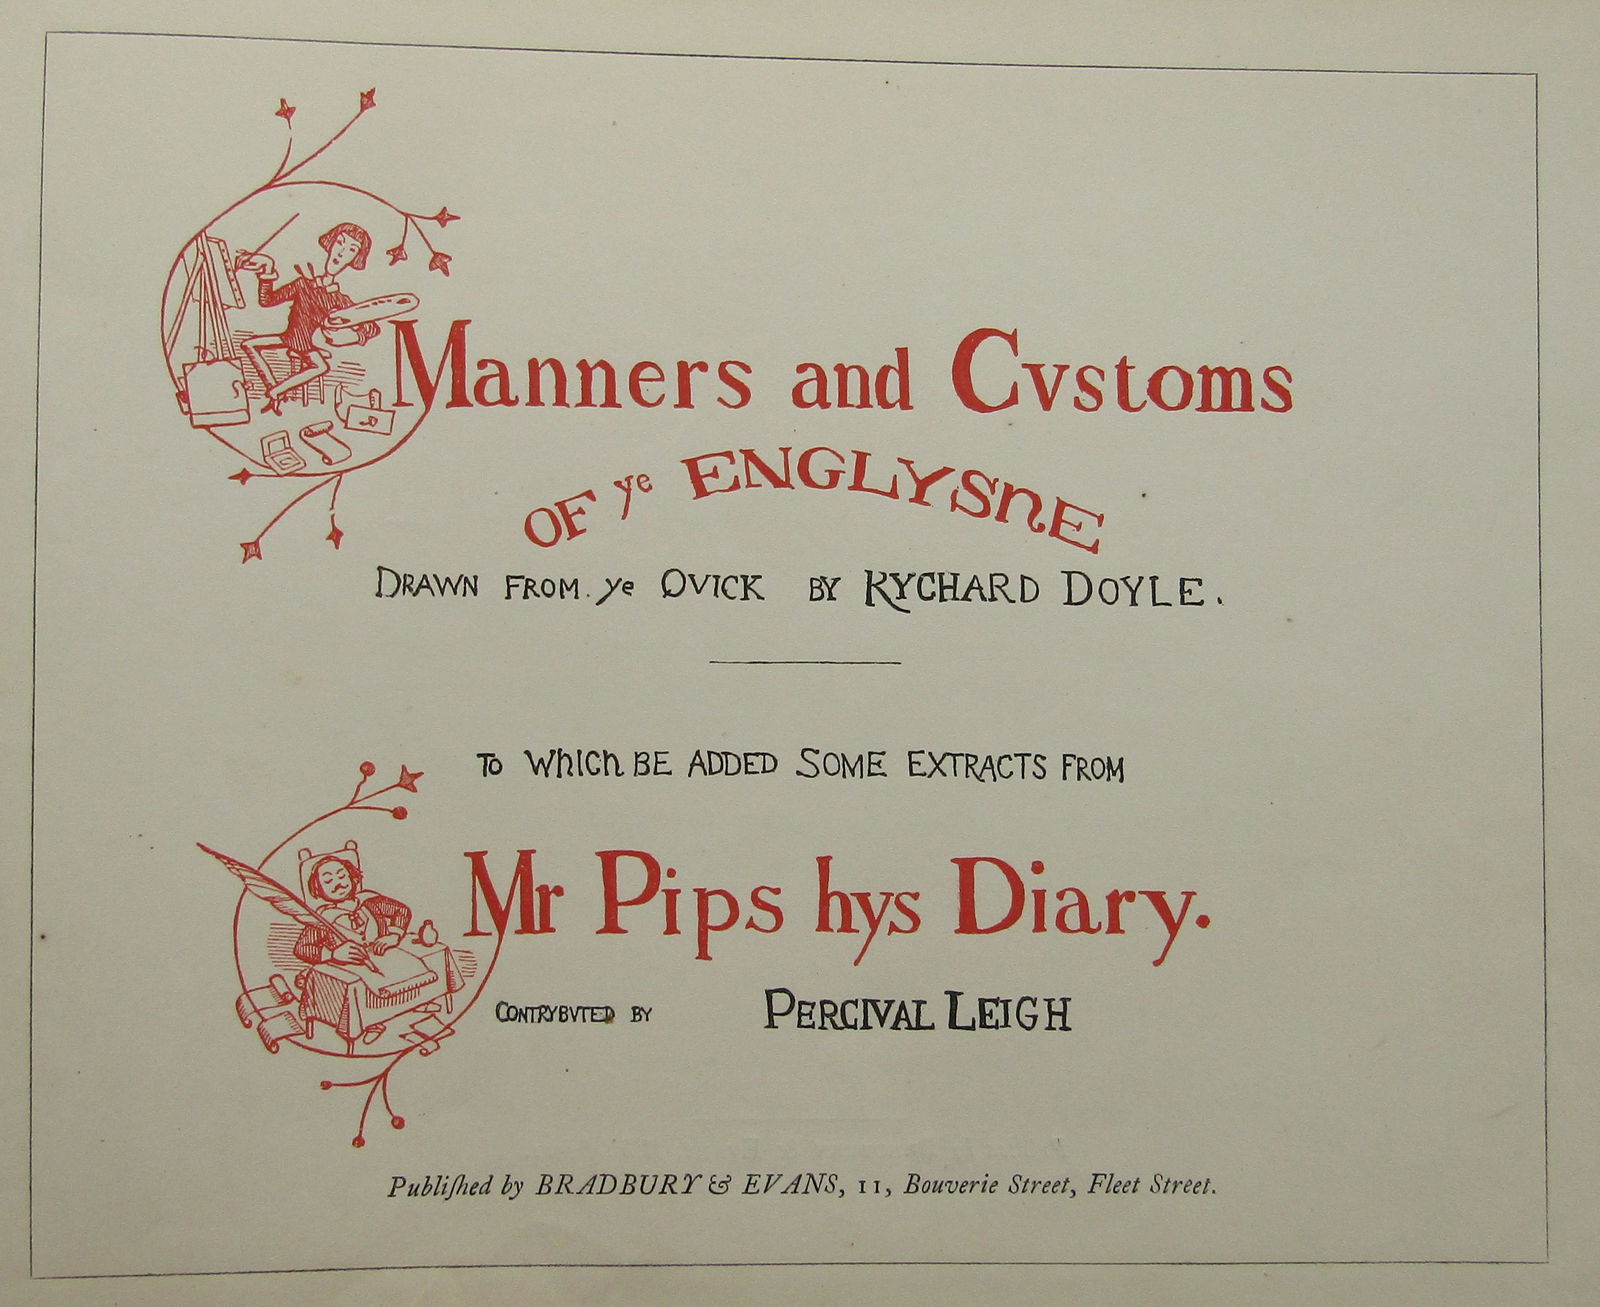 Manners and Cvstoms
OF ye ENGLYSHE
DRAWN FROM ye QVICK BY RYCHARD DOYLE.
TO WHICH BE ADDED SOME EXTRACTS FROM
Mr Pips hys Diary.
CONTRYBVTED BY PERCIVAL LEIGH
Publiſhed by BRADBURY & EVANS, 11, Bouverie Street, Fleet Street.